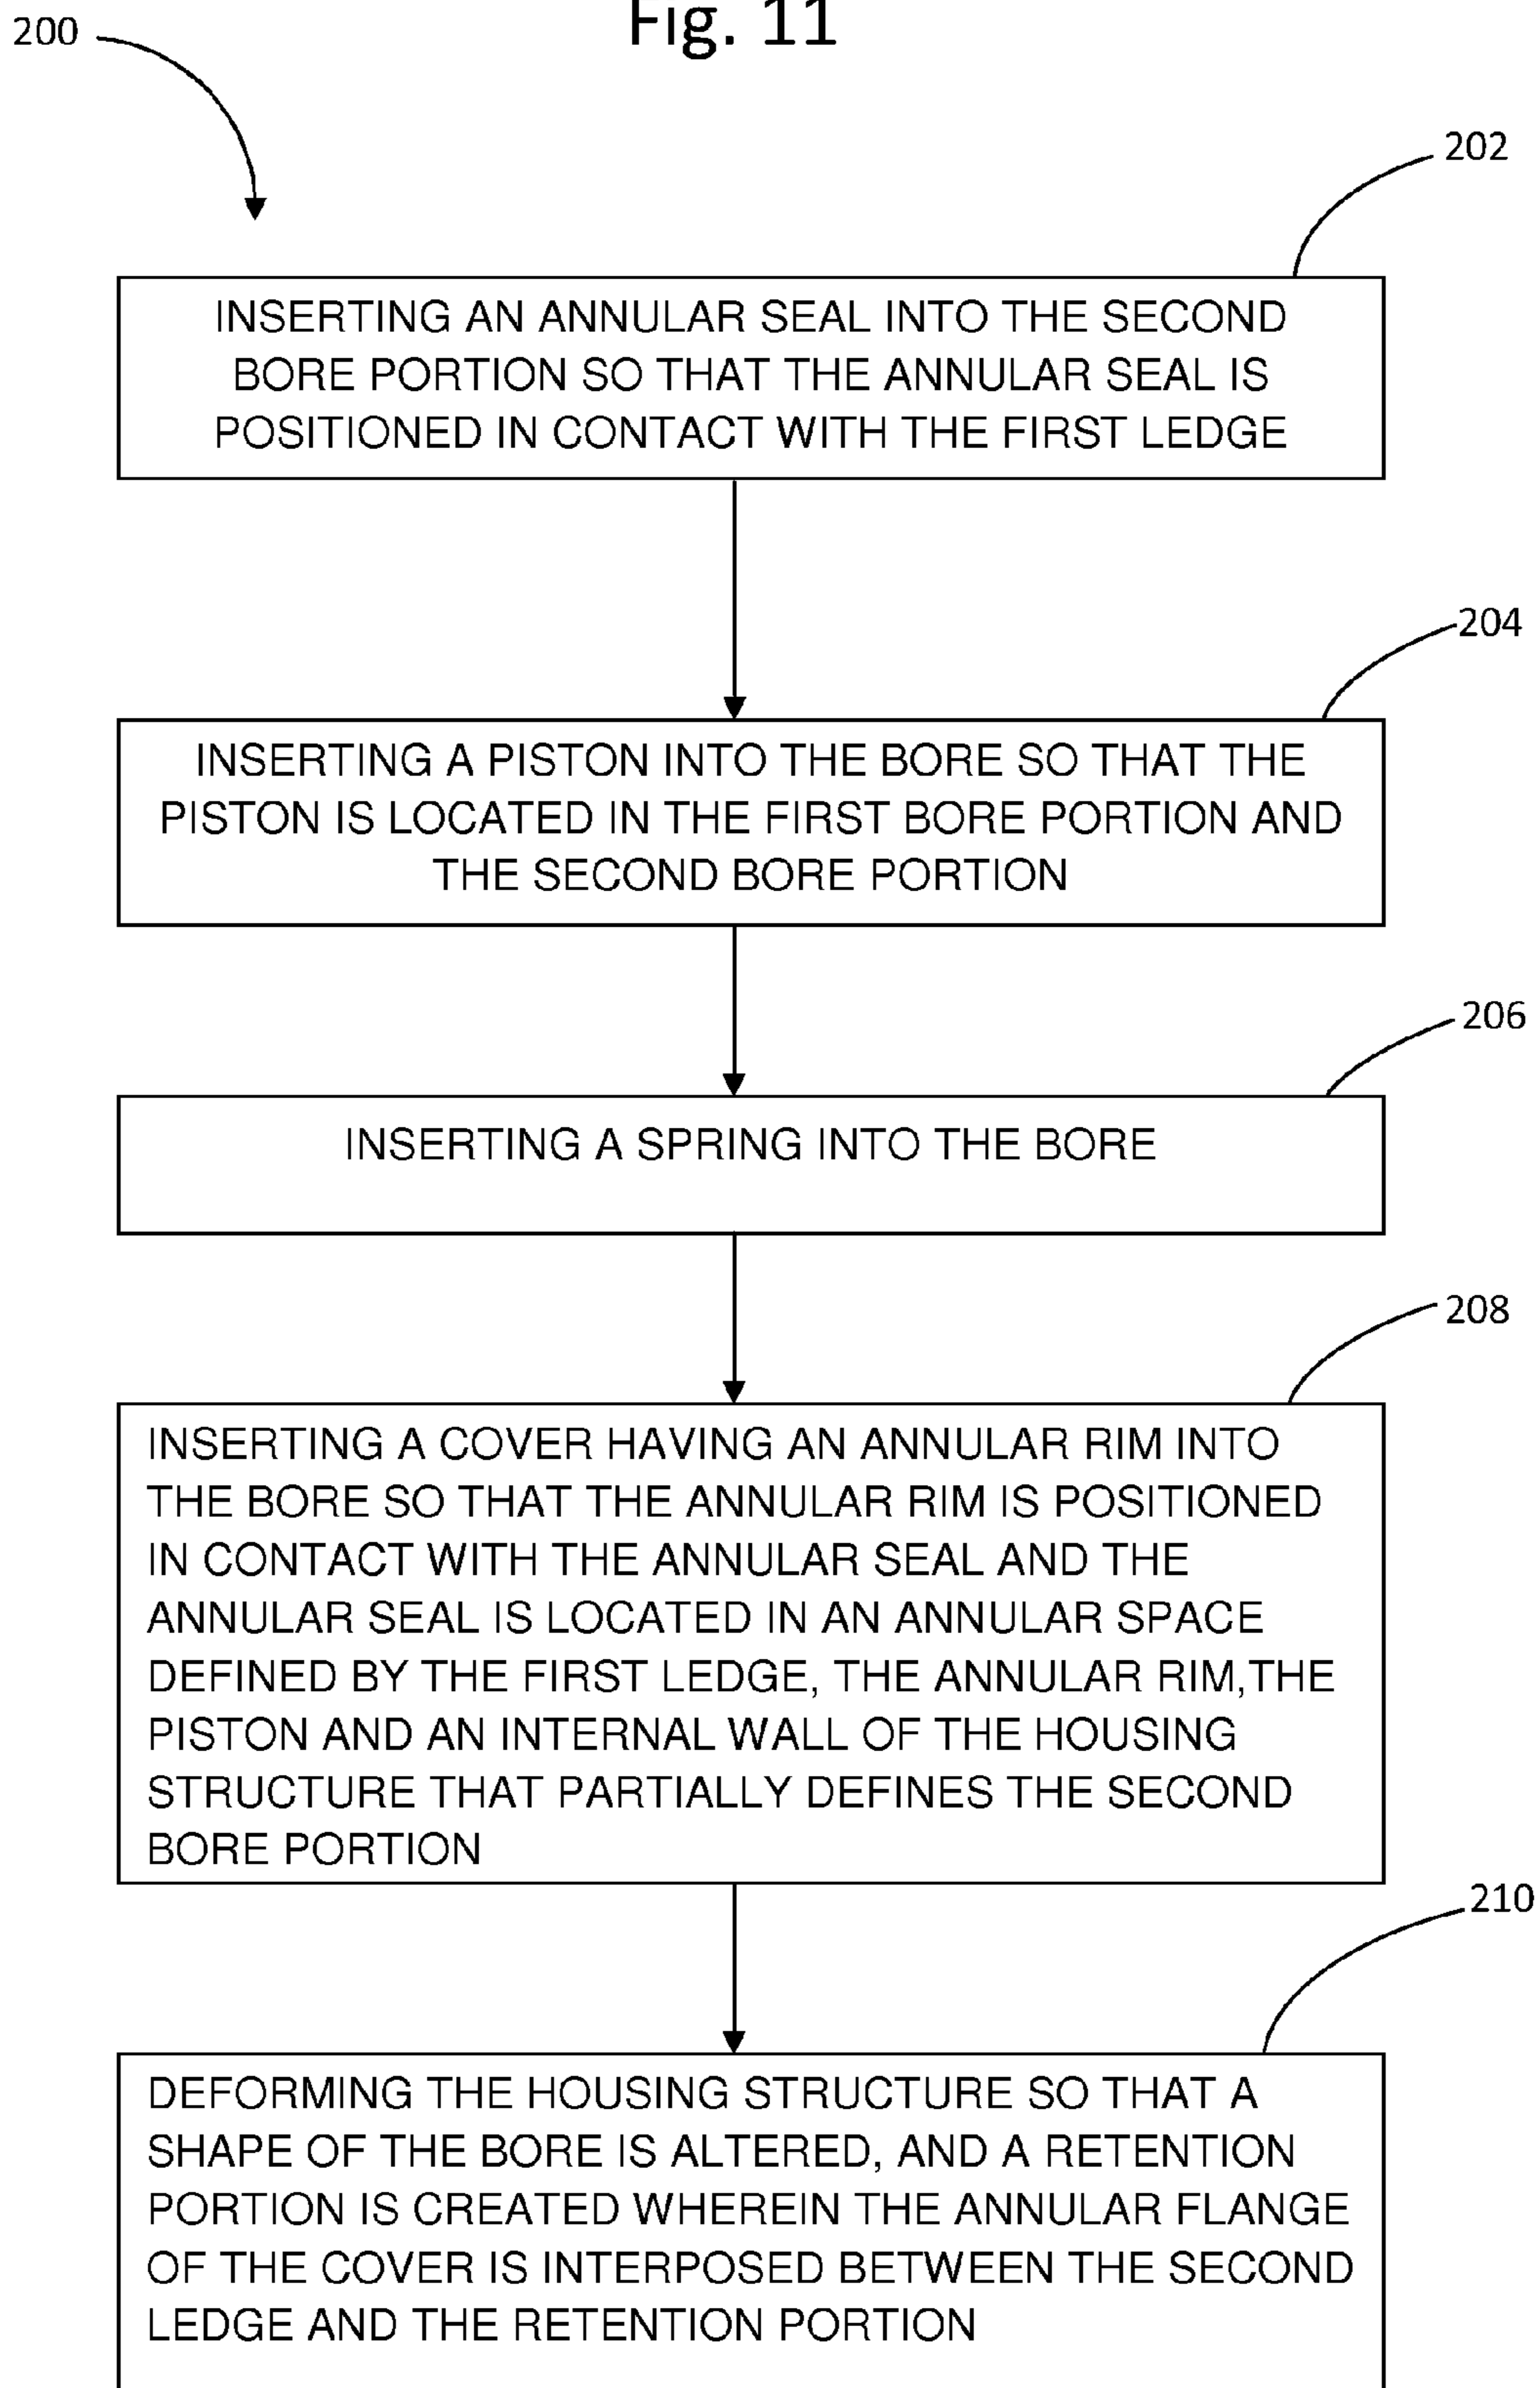 Fig. 11
200
202
INSERTING AN ANNULAR SEAL INTO THE SECOND
BORE PORTION SO THAT THE ANNULAR SEAL IS
POSITIONED IN CONTACT WITH THE FIRST LEDGE
204
INSERTING A PISTON INTO THE BORE SO THAT THE
PISTON IS LOCATED IN THE FIRST BORE PORTION AND
THE SECOND BORE PORTION
206
INSERTING A SPRING INTO THE BORE
208
INSERTING A COVER HAVING AN ANNULAR RIM INTO
THE BORE SO THAT THE ANNULAR RIM IS POSITIONED
IN CONTACT WITH THE ANNULAR SEAL AND THE
ANNULAR SEAL IS LOCATED IN AN ANNULAR SPACE
DEFINED BY THE FIRST LEDGE, THE ANNULAR RIM,THE
PISTON AND AN INTERNAL WALL OF THE HOUSING
STRUCTURE THAT PARTIALLY DEFINES THE SECOND
BORE PORTION
210
DEFORMING THE HOUSING STRUCTURE SO THAT A
SHAPE OF THE BORE IS ALTERED, AND A RETENTION
PORTION IS CREATED WHEREIN THE ANNULAR FLANGE
OF THE COVER IS INTERPOSED BETWEEN THE SECOND
LEDGE AND THE RETENTION PORTION